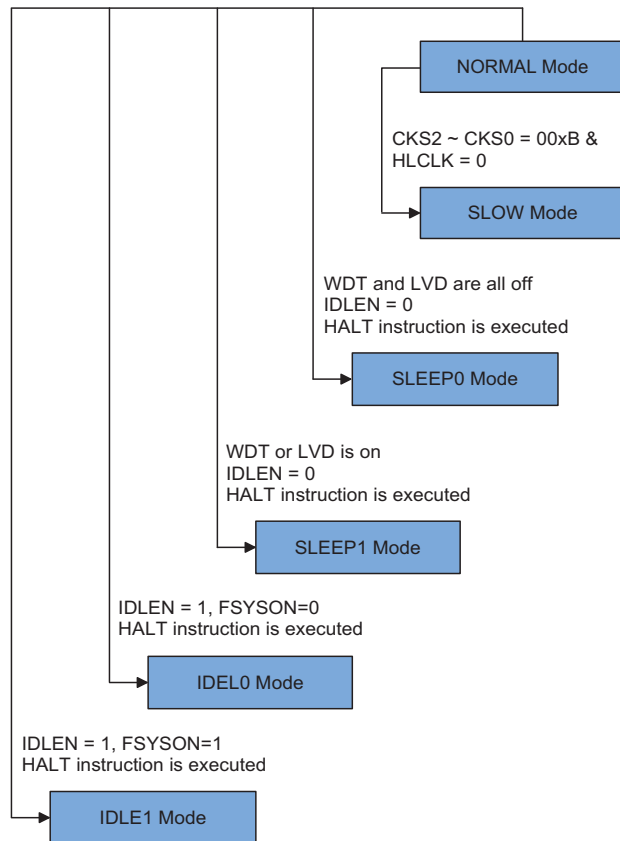 NORMAL Mode
CKS2 ~ CKS0 = 00xB &
HLCLK = 0
SLOW Mode
WDT and LVD are all off
IDLEN = 0
HALT instruction is executed
SLEEP0 Mode
WDT or LVD is on
IDLEN = 0
HALT instruction is executed
SLEEP1 Mode
IDLEN = 1, FSYSON=0
HALT instruction is executed
IDEL0 Mode
IDLEN = 1, FSYSON=1
HALT instruction is executed
IDLE1 Mode